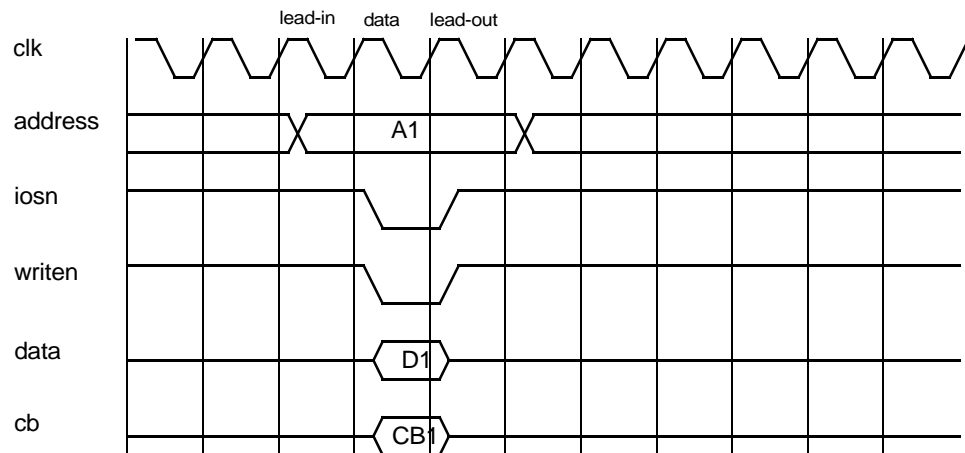 lead-in data lead-out
clk
address A1
iosn
writen
data D1
cb CB1